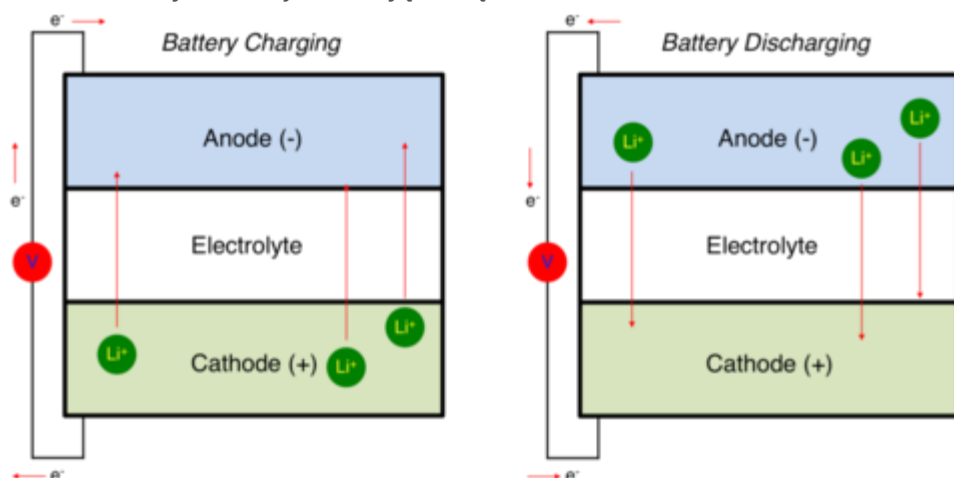 e-
Battery Charging
Anode (-)
e-
Electrolyte
V
Li+
Cathode (+)
Li+
Li+
e-
e-
Battery Discharging
Li+
Anode (-)
Li+
Li+
e-
Electrolyte
V
Cathode (+)
e-